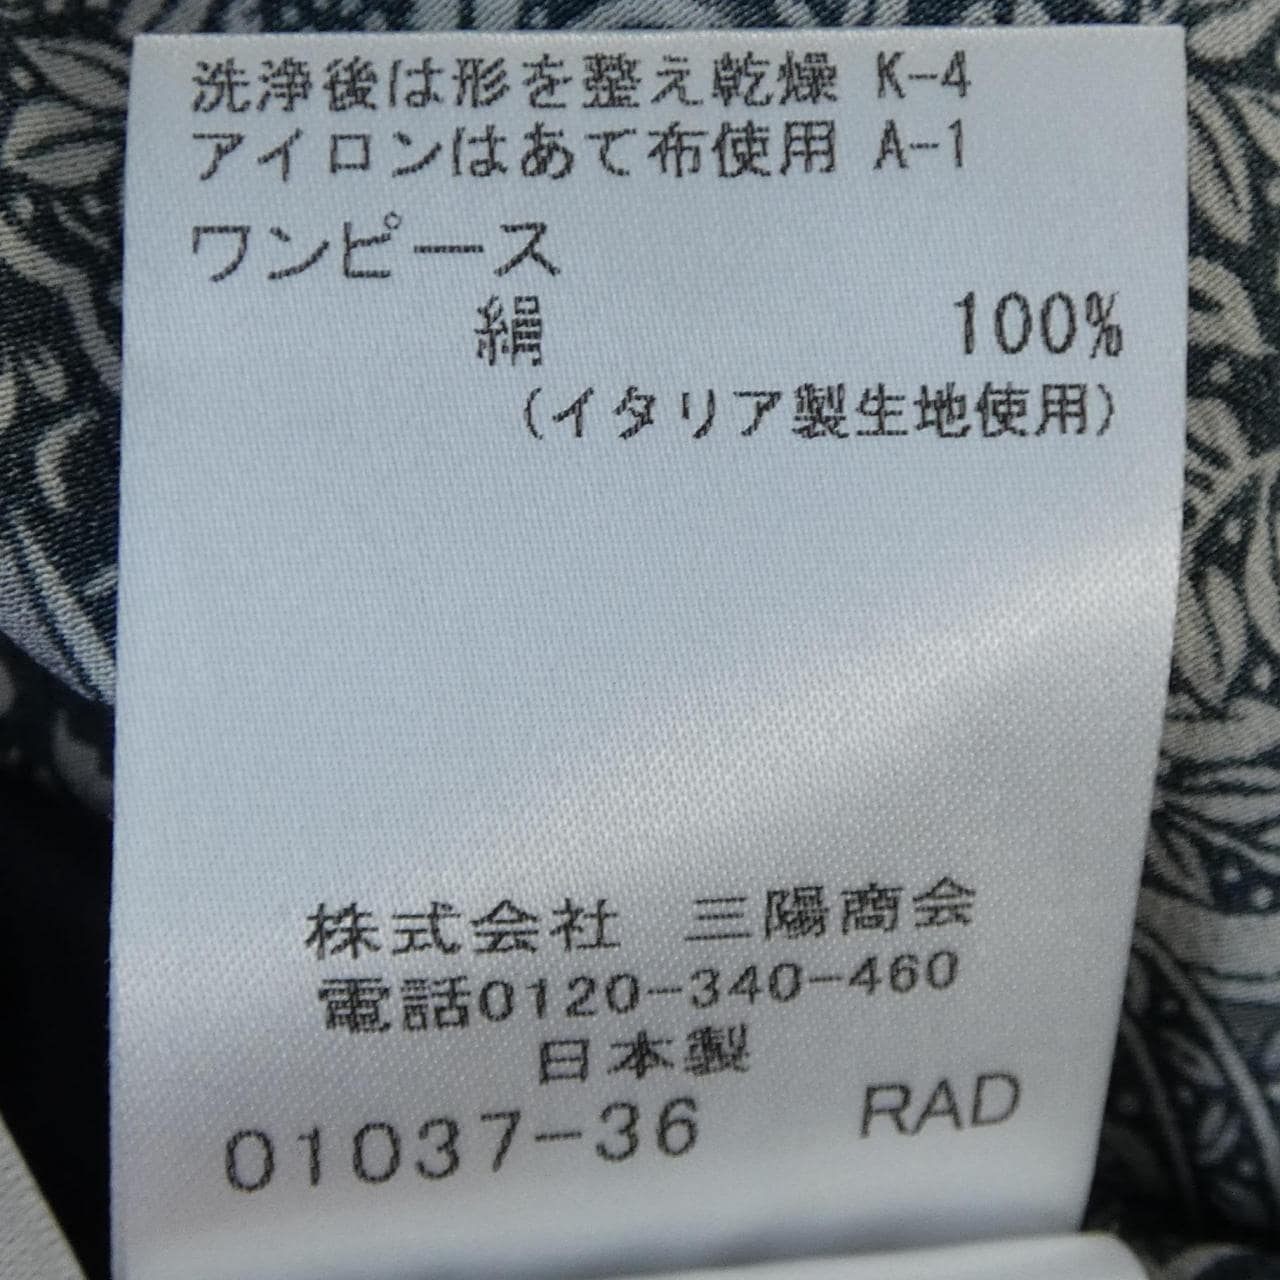 洗浄後は形を整え乾燥 K-4
アイロンはあて布使用 A-1
ワンピース
絹 100%
(イタリア製生地使用)
株式会社 三陽商会
電話0120-340-460
日本製
01037-36 RAD